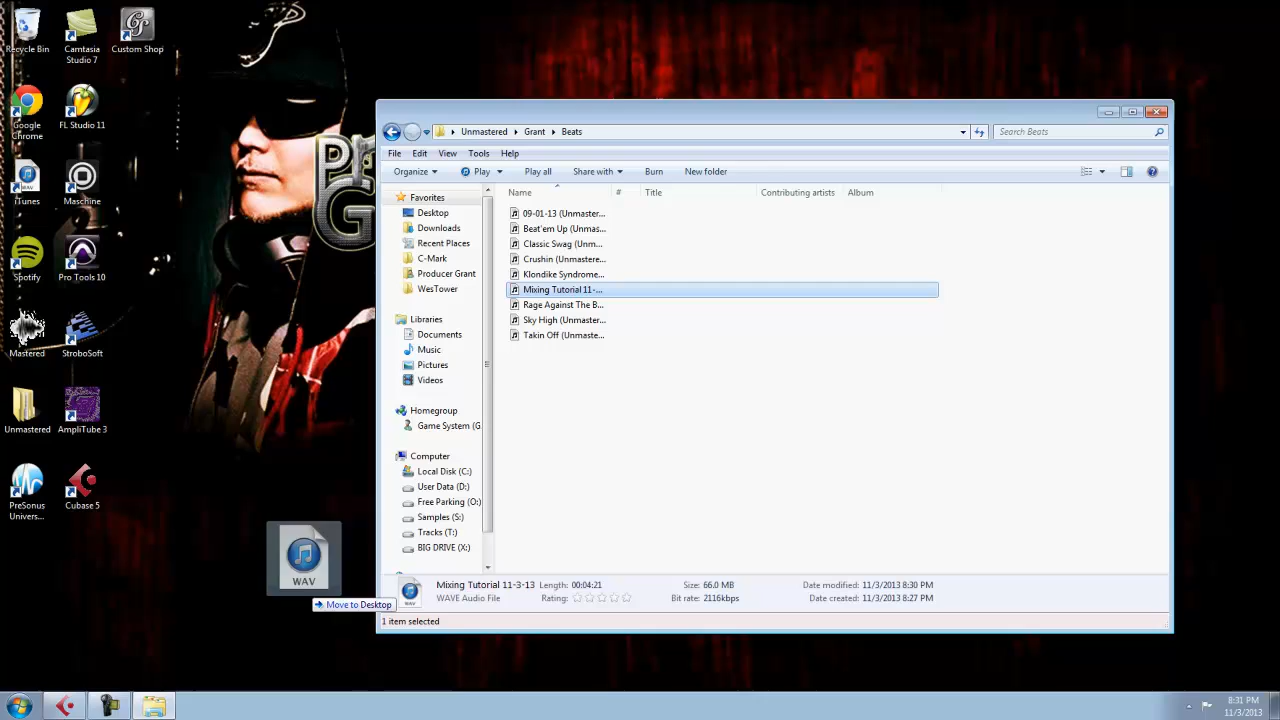 Recycle Bin
Camtasia
Studio 7
Custom Shop
Google
Chrome
FL Studio 11
WAV
iTunes
Maschine
Spotify
Pro Tools 10
Mastered
StroboSoft
Unmastered
AmpliTube 3
PreSonus
Univers...
Cubase 5
WAV
Move to Desktop
Unmastered Grant Beats
Search Beats
File Edit View Tools Help
Organize Play Play all Share with Burn New folder
Name # Title Contributing artists Album
Favorites
Desktop
Downloads
Recent Places
C-Mark
Producer Grant
WesTower
Libraries
Documents
Music
Pictures
Videos
Homegroup
Game System (G
Computer
Local Disk (C:)
User Data (D:)
Free Parking (O:)
Samples (S:)
Tracks (T:)
BIG DRIVE (X:)
09-01-13 (Unmaster...
Beat'em Up (Unmas...
Classic Swag (Unm...
Crushin (Unmastere...
Klondike Syndrome...
Mixing Tutorial 11-...
Rage Against The B...
Sky High (Unmaster...
Takin Off (Unmaste...
WAV
Mixing Tutorial 11-3-13 Length: 00:04:21 Size: 66.0 MB Date modified: 11/3/2013 8:30 PM
WAVE Audio File Rating: Bit rate: 2116kbps Date created: 11/3/2013 8:27 PM
1 item selected
8:31 PM
11/3/2013